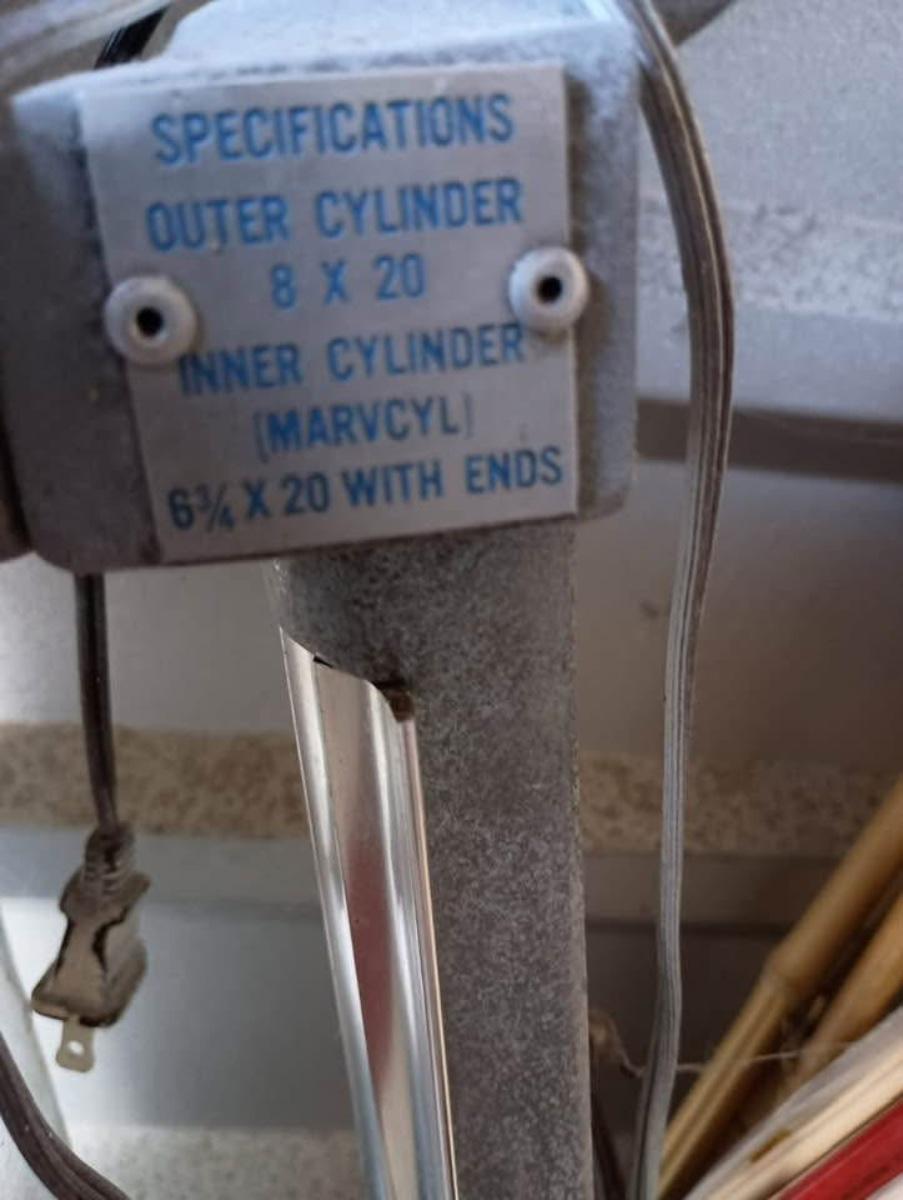 SPECIFICATIONS
OUTER CYLINDER
8 X 20
INNER CYLINDER
(MARVCYL)
6¾ X 20 WITH ENDS